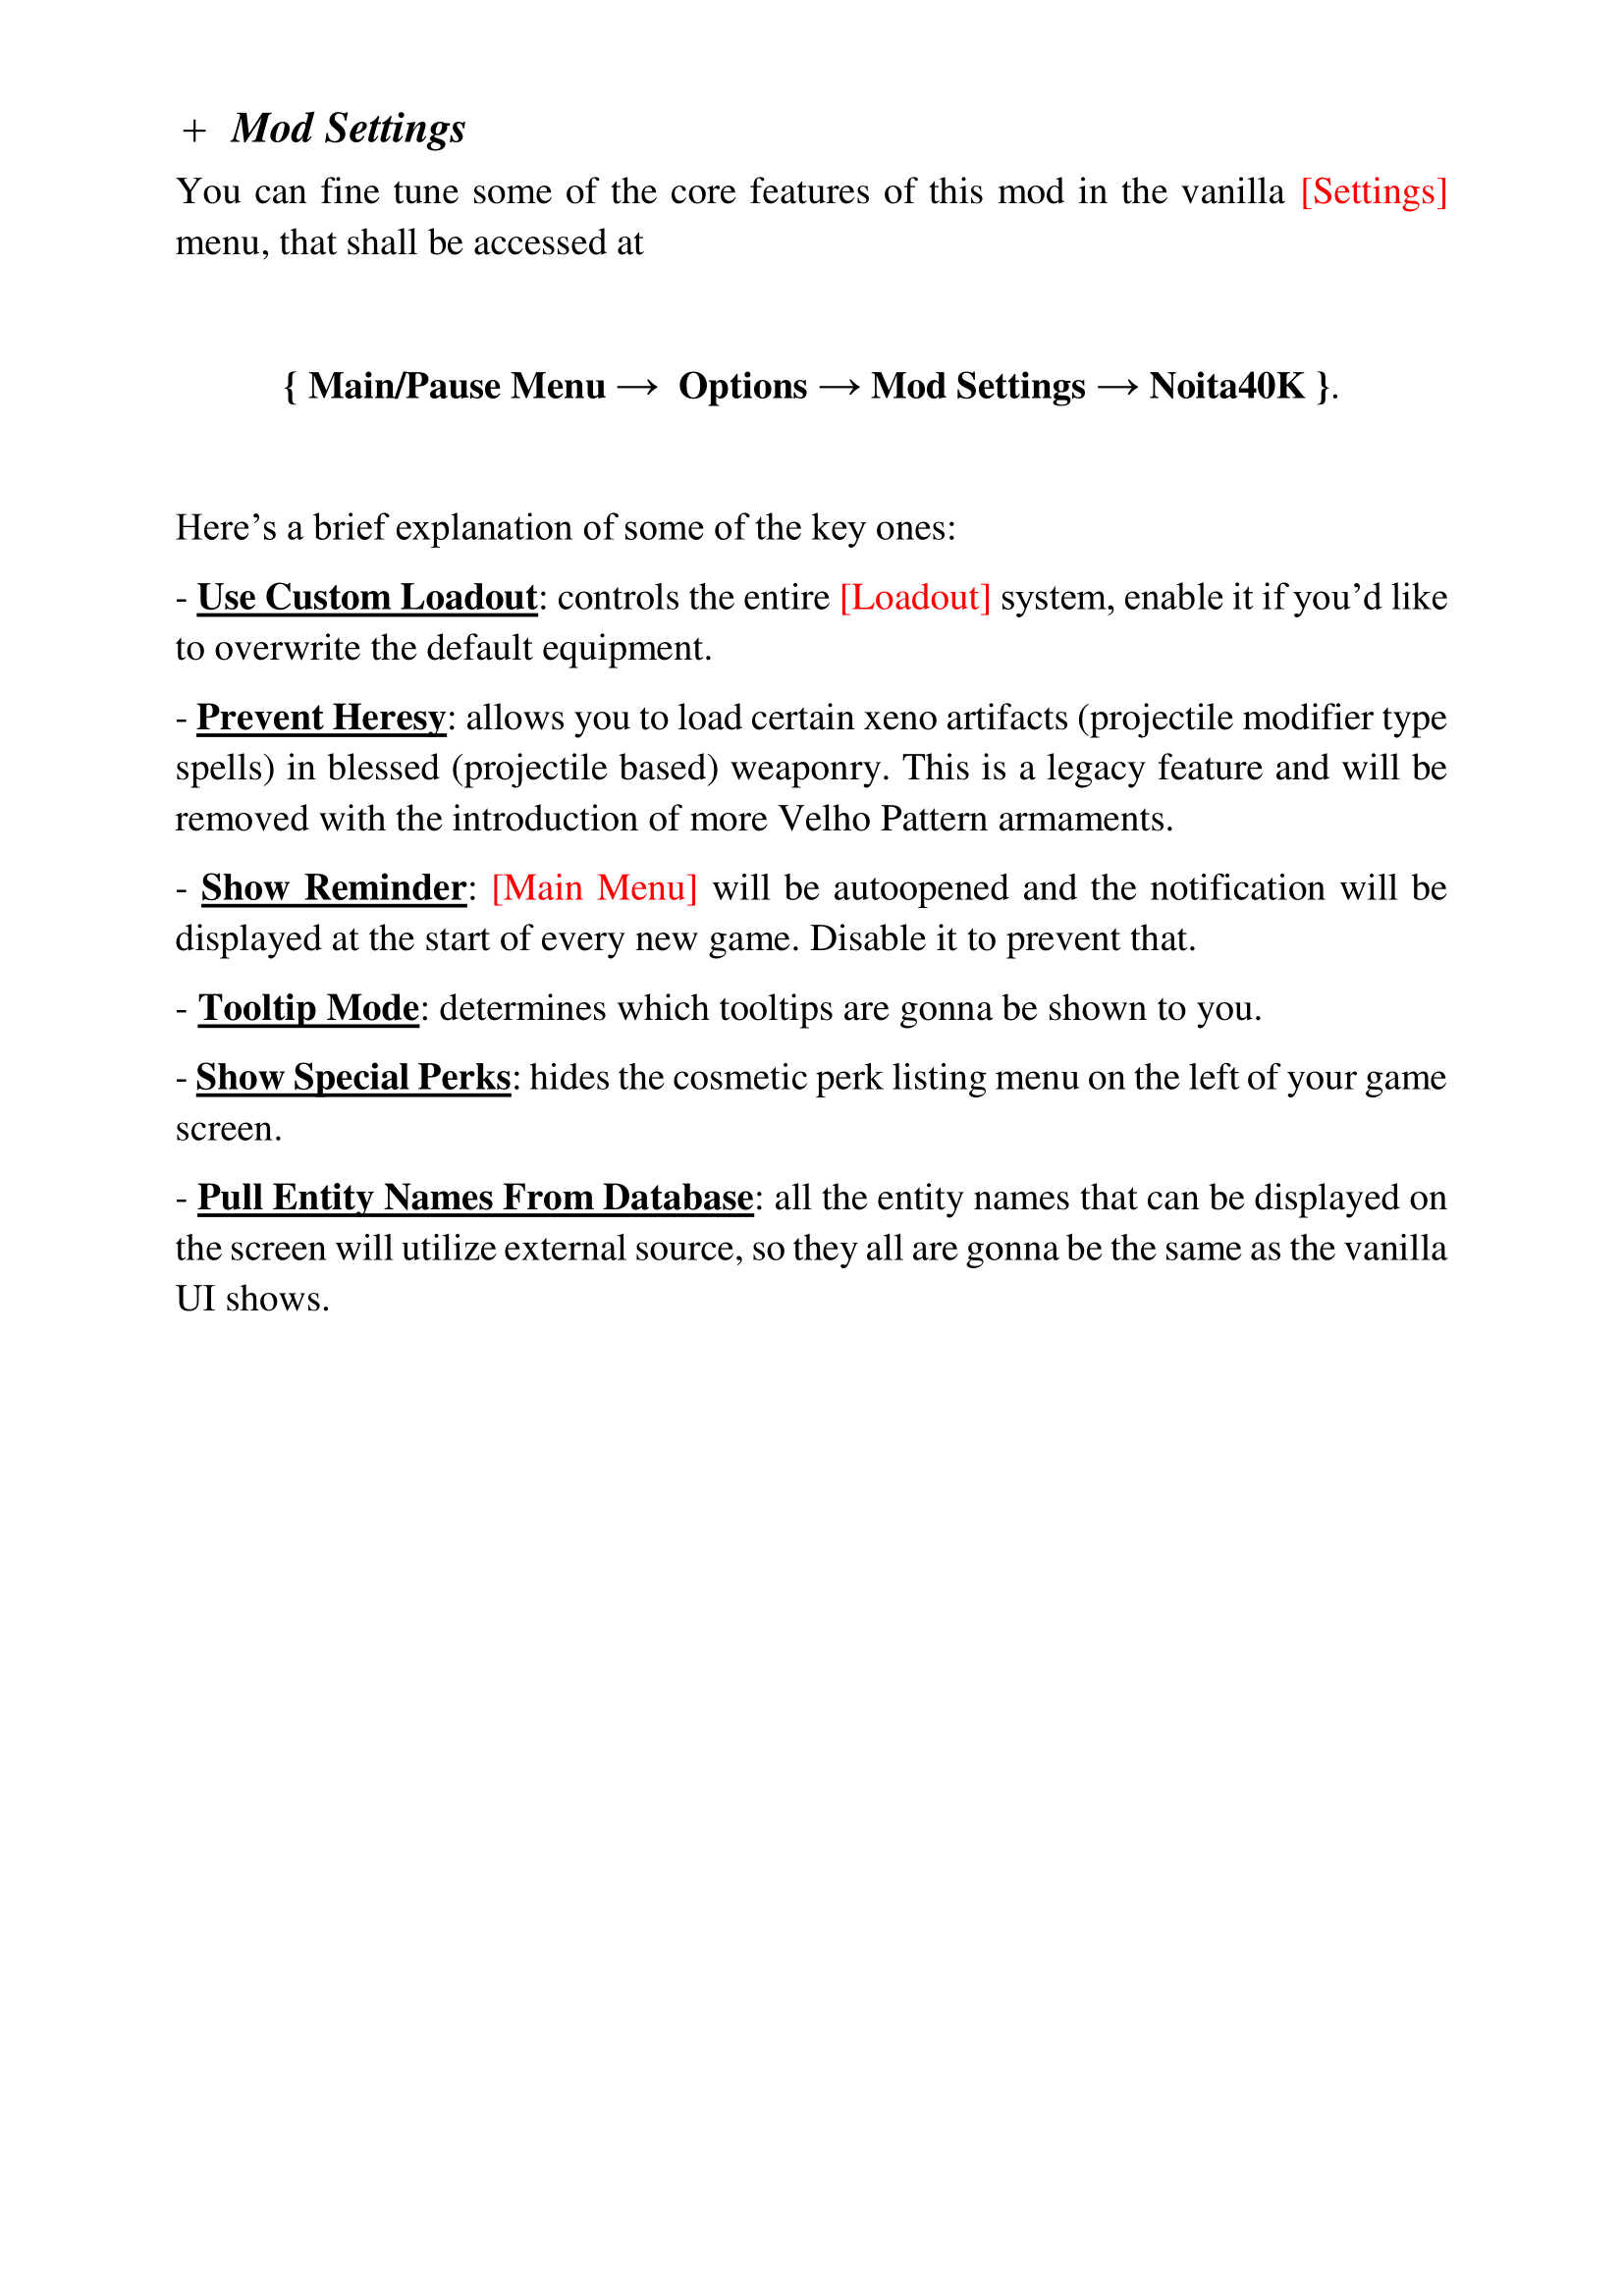 + Mod Settings
You can fine tune some of the core features of this mod in the vanilla [Settings]
menu, that shall be accessed at
{ Main/Pause Menu → Options → Mod Settings → Noita40K }.
Here’s a brief explanation of some of the key ones:
- Use Custom Loadout: controls the entire [Loadout] system, enable it if you’d like
to overwrite the default equipment.
- Prevent Heresy: allows you to load certain xeno artifacts (projectile modifier type
spells) in blessed (projectile based) weaponry. This is a legacy feature and will be
removed with the introduction of more Velho Pattern armaments.
- Show Reminder: [Main Menu] will be autoopened and the notification will be
displayed at the start of every new game. Disable it to prevent that.
- Tooltip Mode: determines which tooltips are gonna be shown to you.
- Show Special Perks: hides the cosmetic perk listing menu on the left of your game
screen.
- Pull Entity Names From Database: all the entity names that can be displayed on
the screen will utilize external source, so they all are gonna be the same as the vanilla
UI shows.